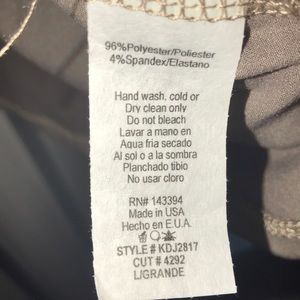 96%Polyester/Poliester
4%Spandex/Elastano
Hand wash, cold or
Dry clean only
Do not bleach
Lavar a mano en
Agua fria secado
Al sol o a la sombra
Planchado tibio
No usar cloro
RN# 143394
Made in USA
Hecho en E.U.A.
STYLE # KDJ2817
CUT # 4292
LIGRANDE